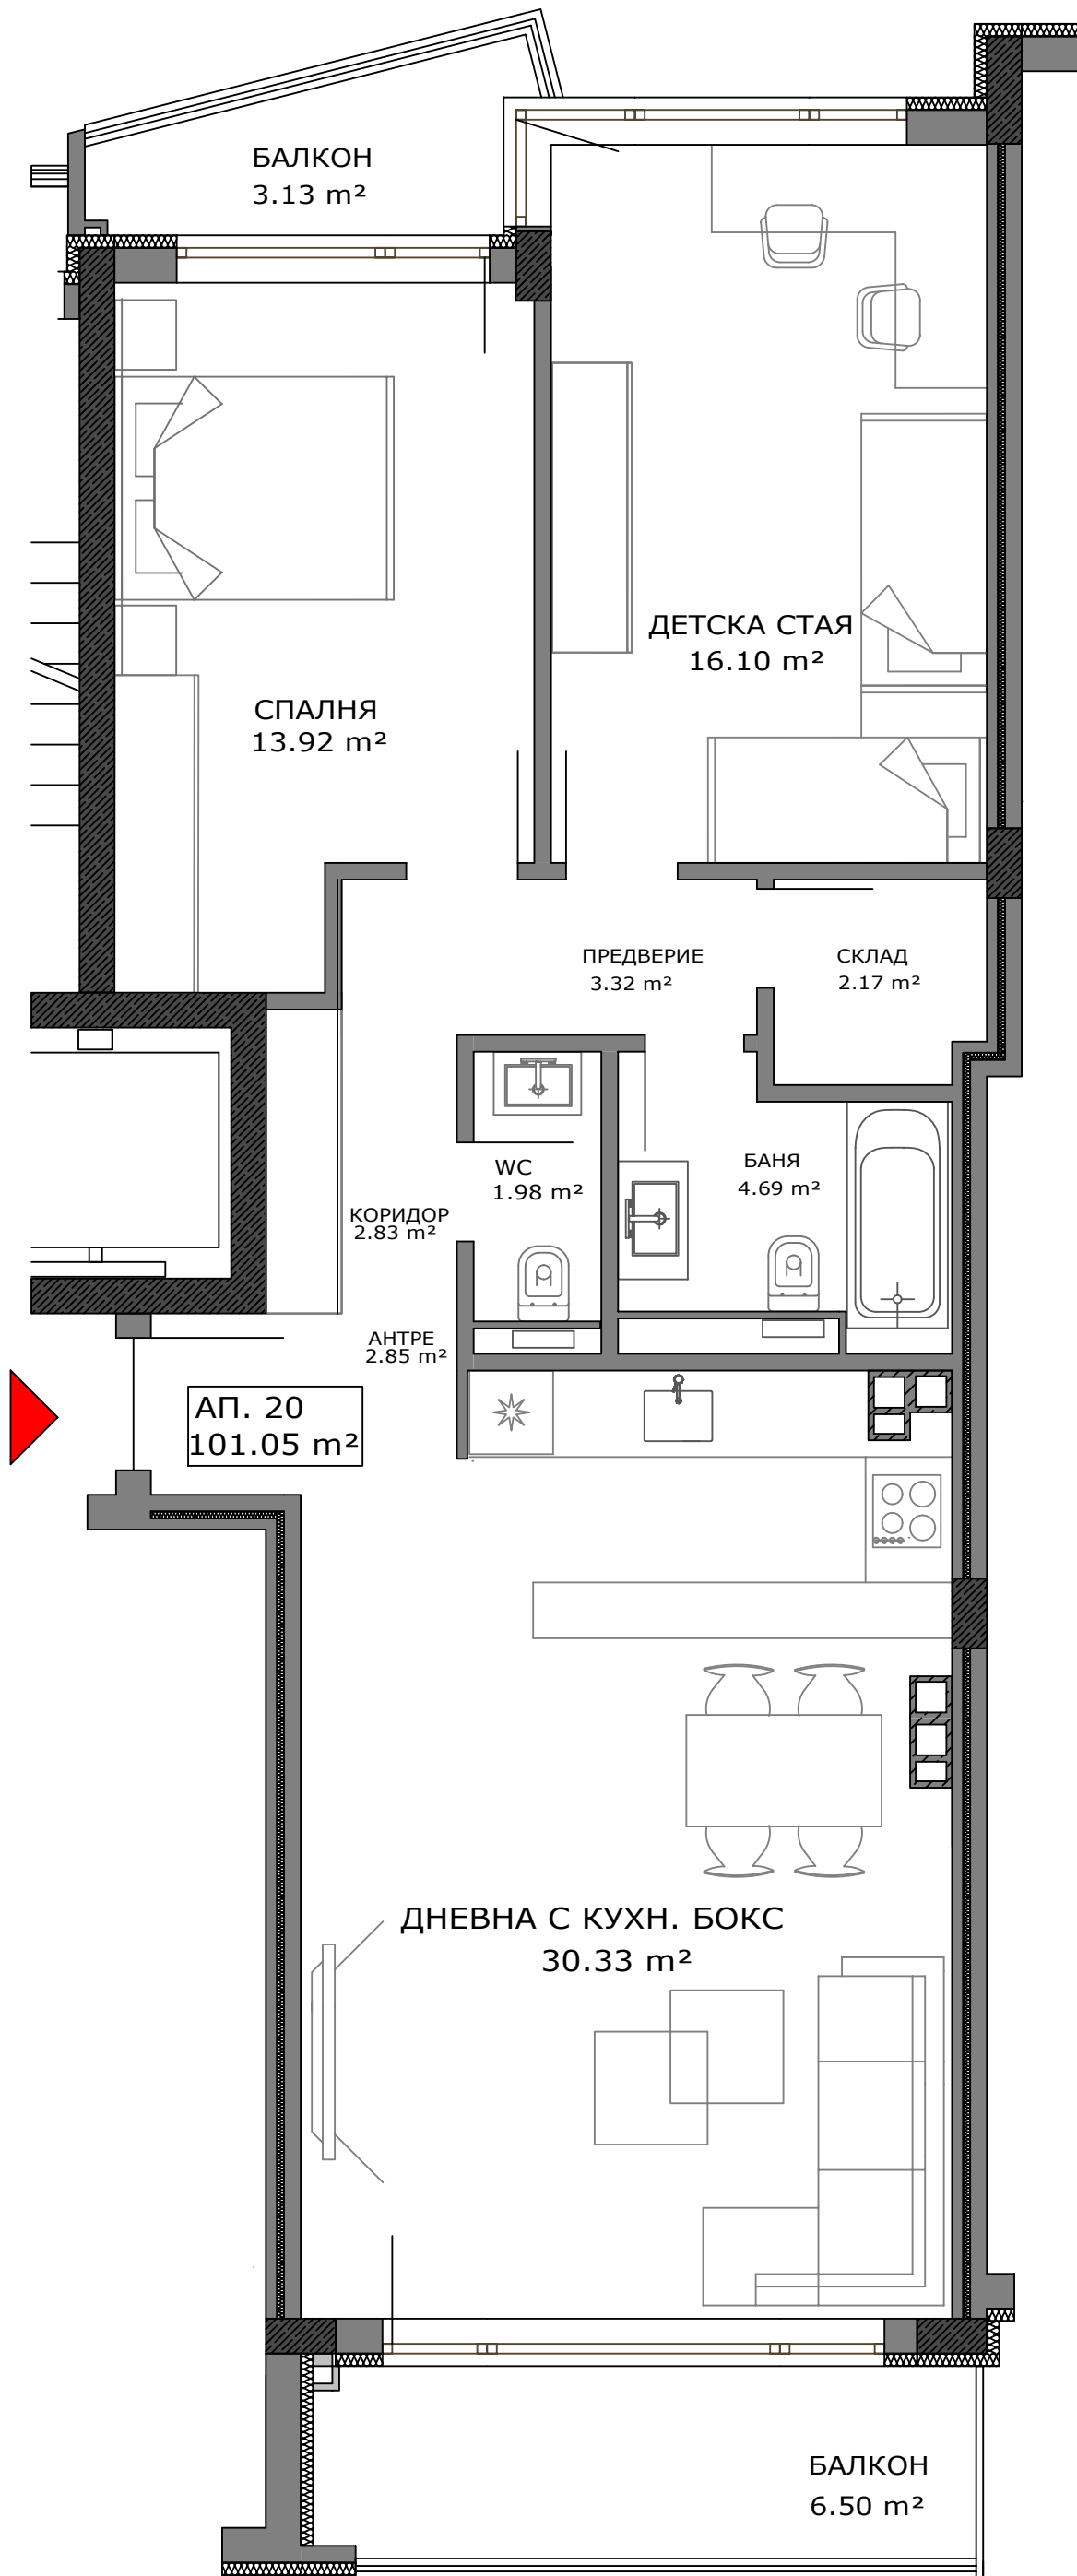 БАЛКОН
3.13 m²
ДЕТСКА СТАЯ
16.10 m²
СПАЛНЯ
13.92 m²
ПРЕДВЕРИЕ
3.32 m²
СКЛАД
2.17 m²
WC
1.98 m²
БАНЯ
4.69 m²
КОРИДОР
2.83 m²
АНТРЕ
2.85 m²
АП. 20
101.05 m²
ДНЕВНА С КУХН. БОКС
30.33 m²
БАЛКОН
6.50 m²